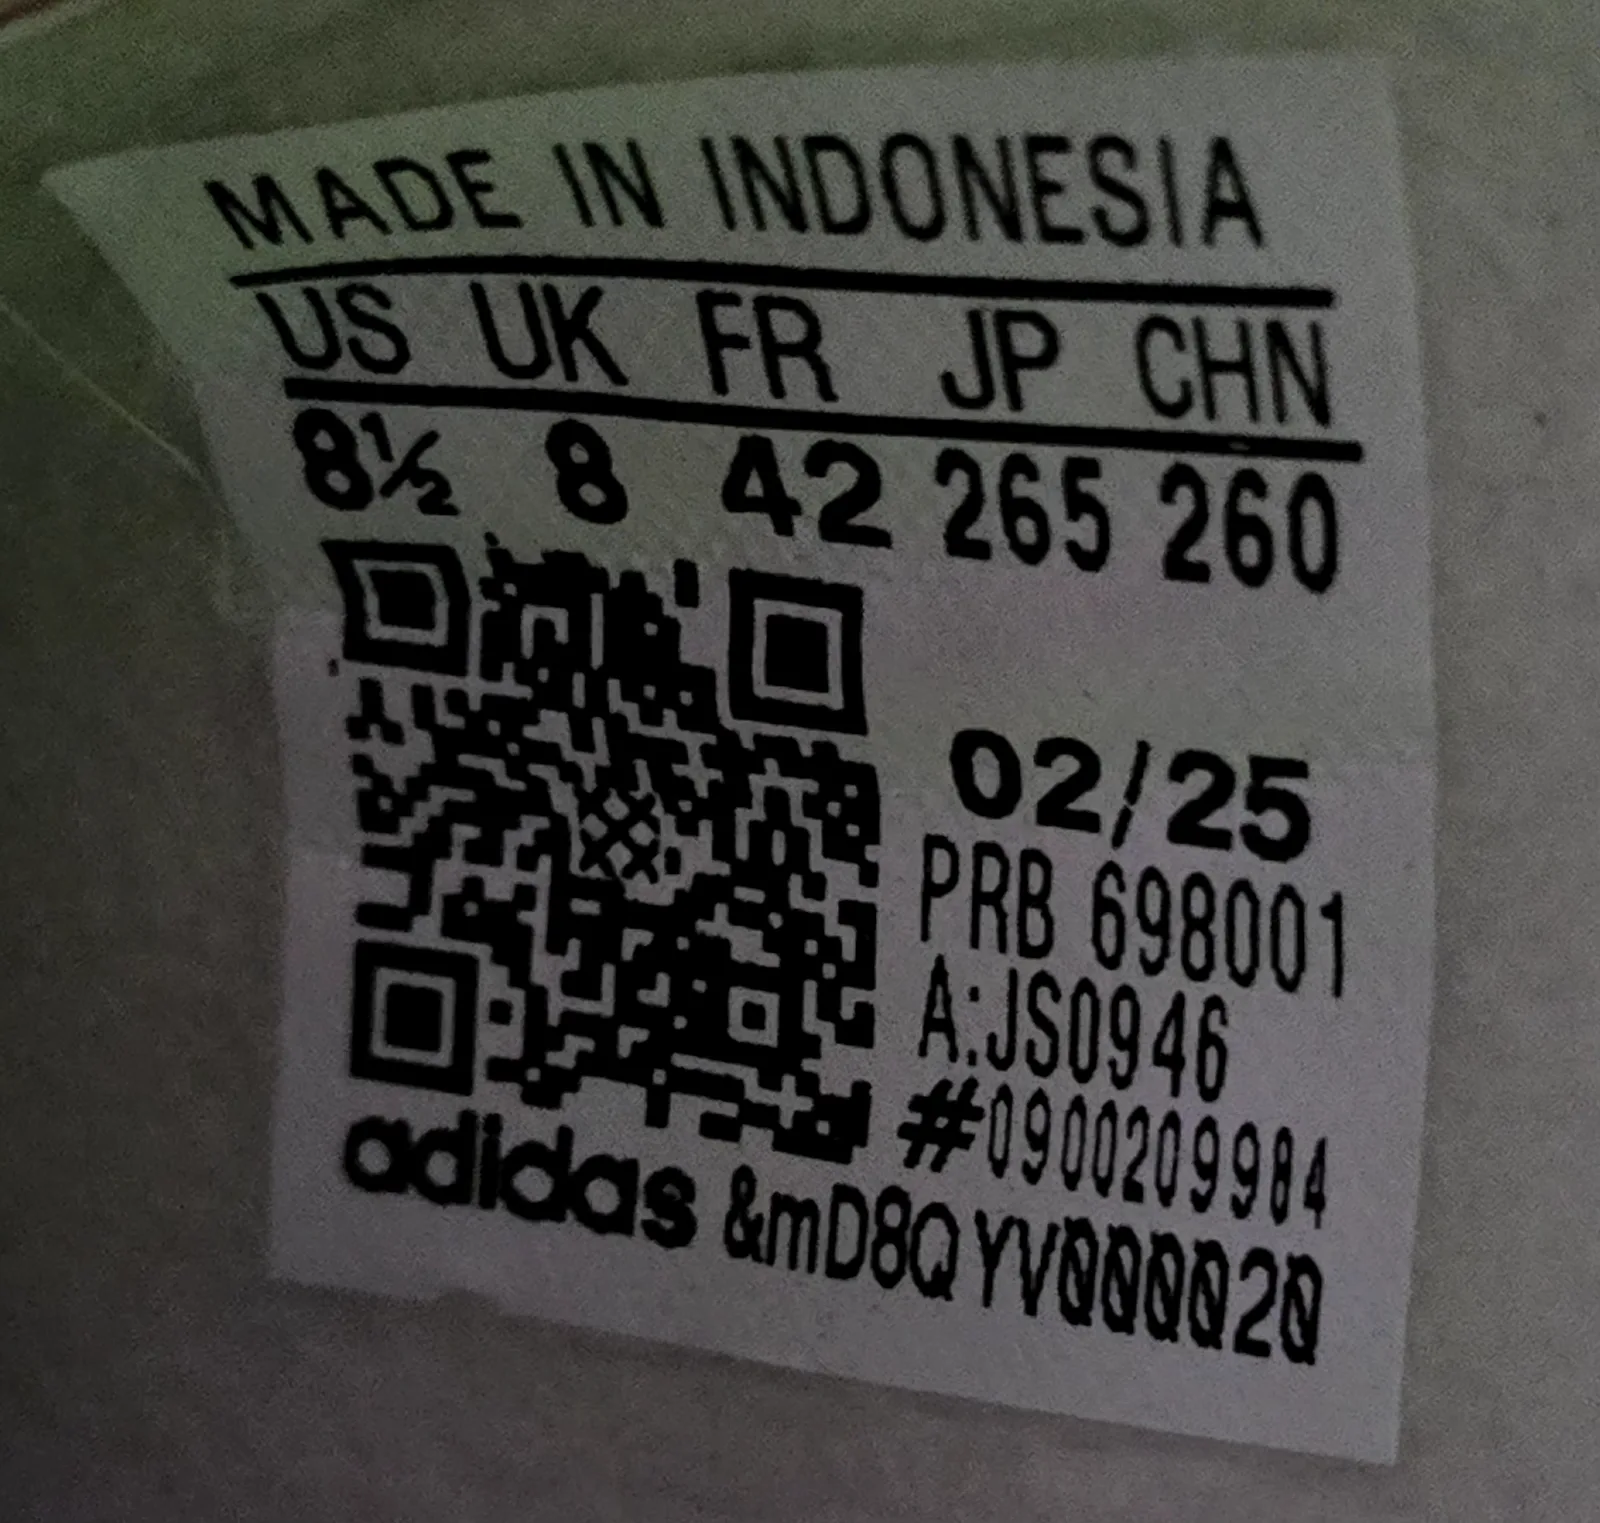 MADE IN INDONESIA
US UK FR JP CHN
8½ 8 42 265 260
02/25
PRB 698001
A:JS0946
#0900209984
adidas &mD8QYV000020